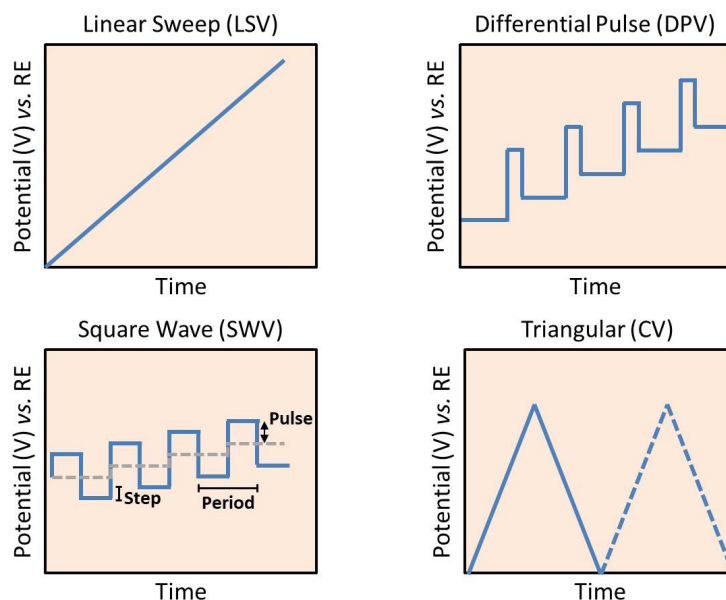 Linear Sweep (LSV)
Potential (V) vs. RE
Time
Differential Pulse (DPV)
Potential (V) vs. RE
Time
Square Wave (SWV)
Potential (V) vs. RE
Pulse
Step
Period
Time
Triangular (CV)
Potential (V) vs. RE
Time